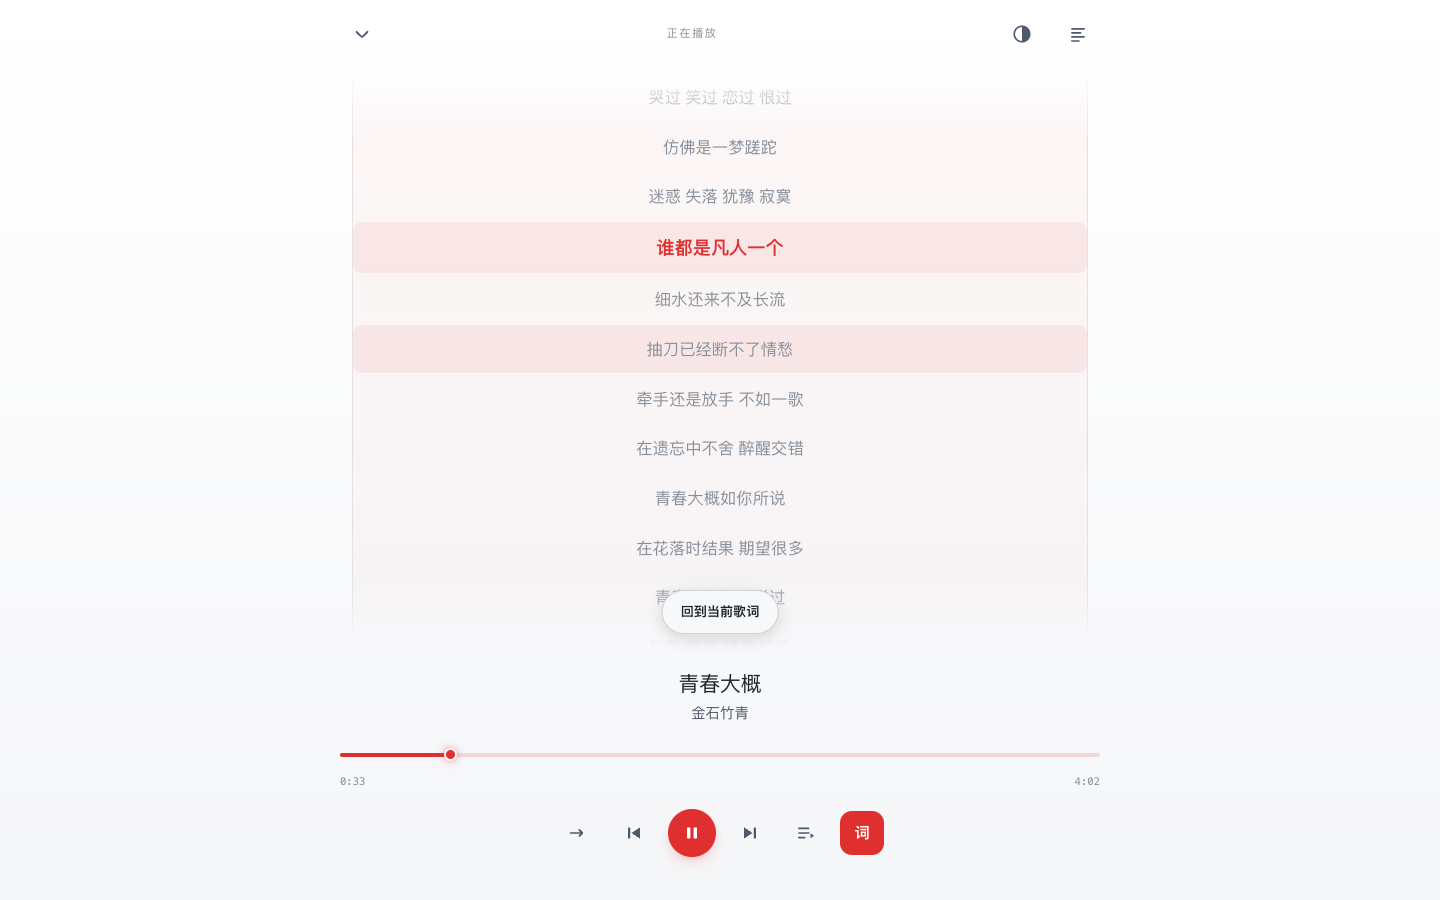 正在播放
哭过 笑过 恋过 恨过
仿佛是一梦蹉跎
迷惑 失落 犹豫 寂寞
谁都是凡人一个
细水还来不及长流
抽刀已经断不了情愁
牵手还是放手 不如一歌
在遗忘中不舍 醉醒交错
青春大概如你所说
在花落时结果 期望很多
青 过
回到当前歌词
青春大概
金石竹青
0:33
4:02
词